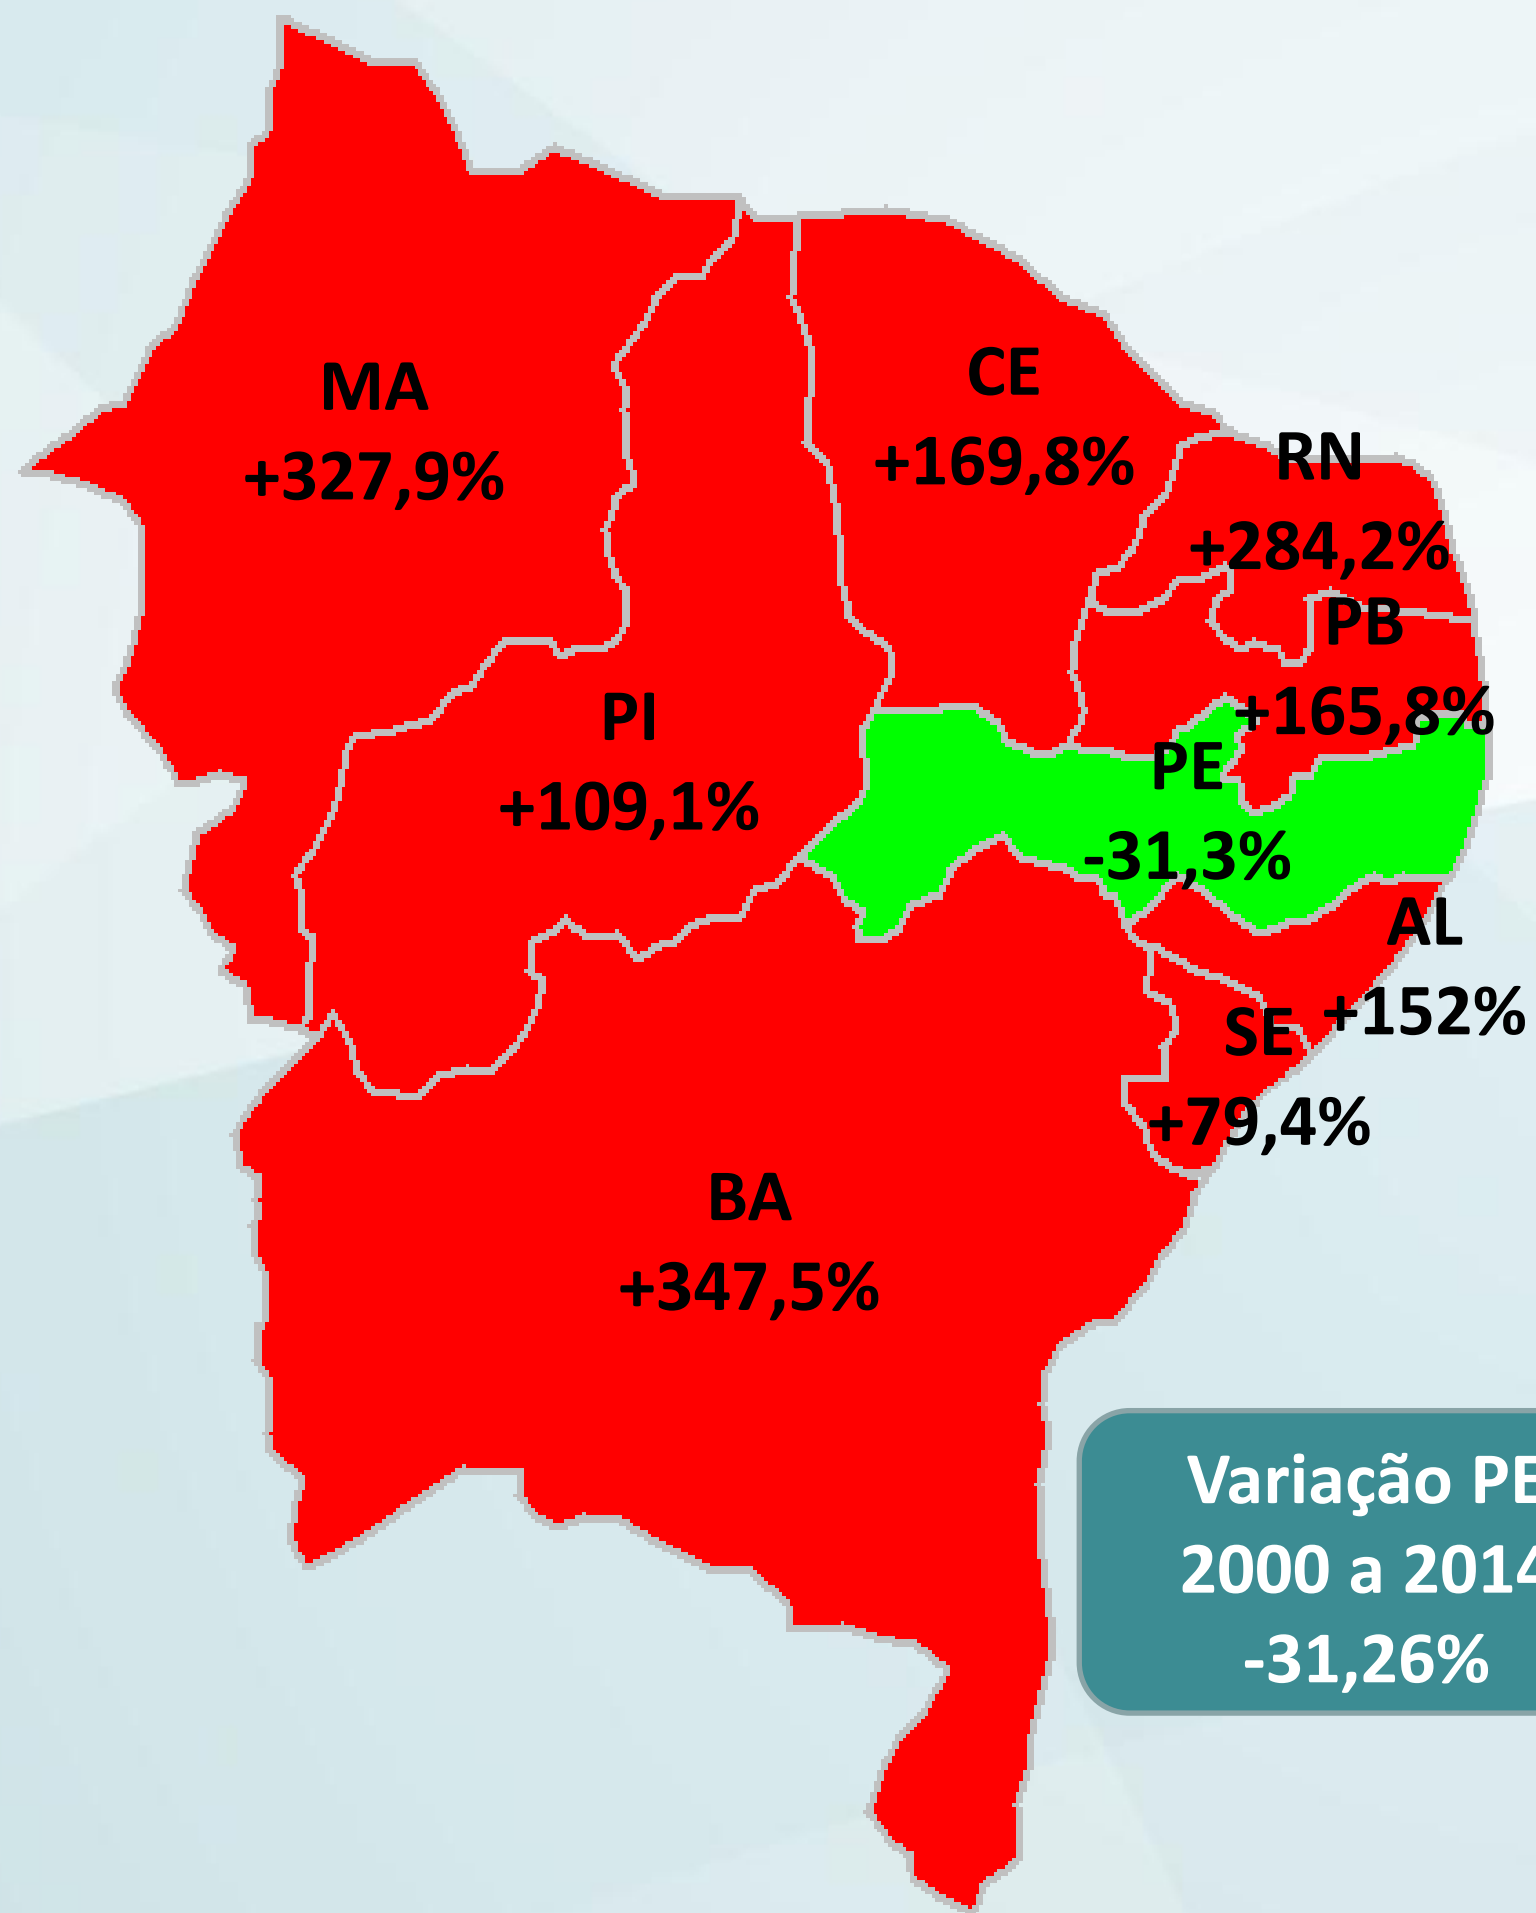 MA
+327,9%
CE
+169,8%
RN
+284,2%
PB
+165,8%
PI
+109,1%
PE
-31,3%
AL
+152%
SE
+79,4%
BA
+347,5%
Variação PE
2000 a 2014
-31,26%